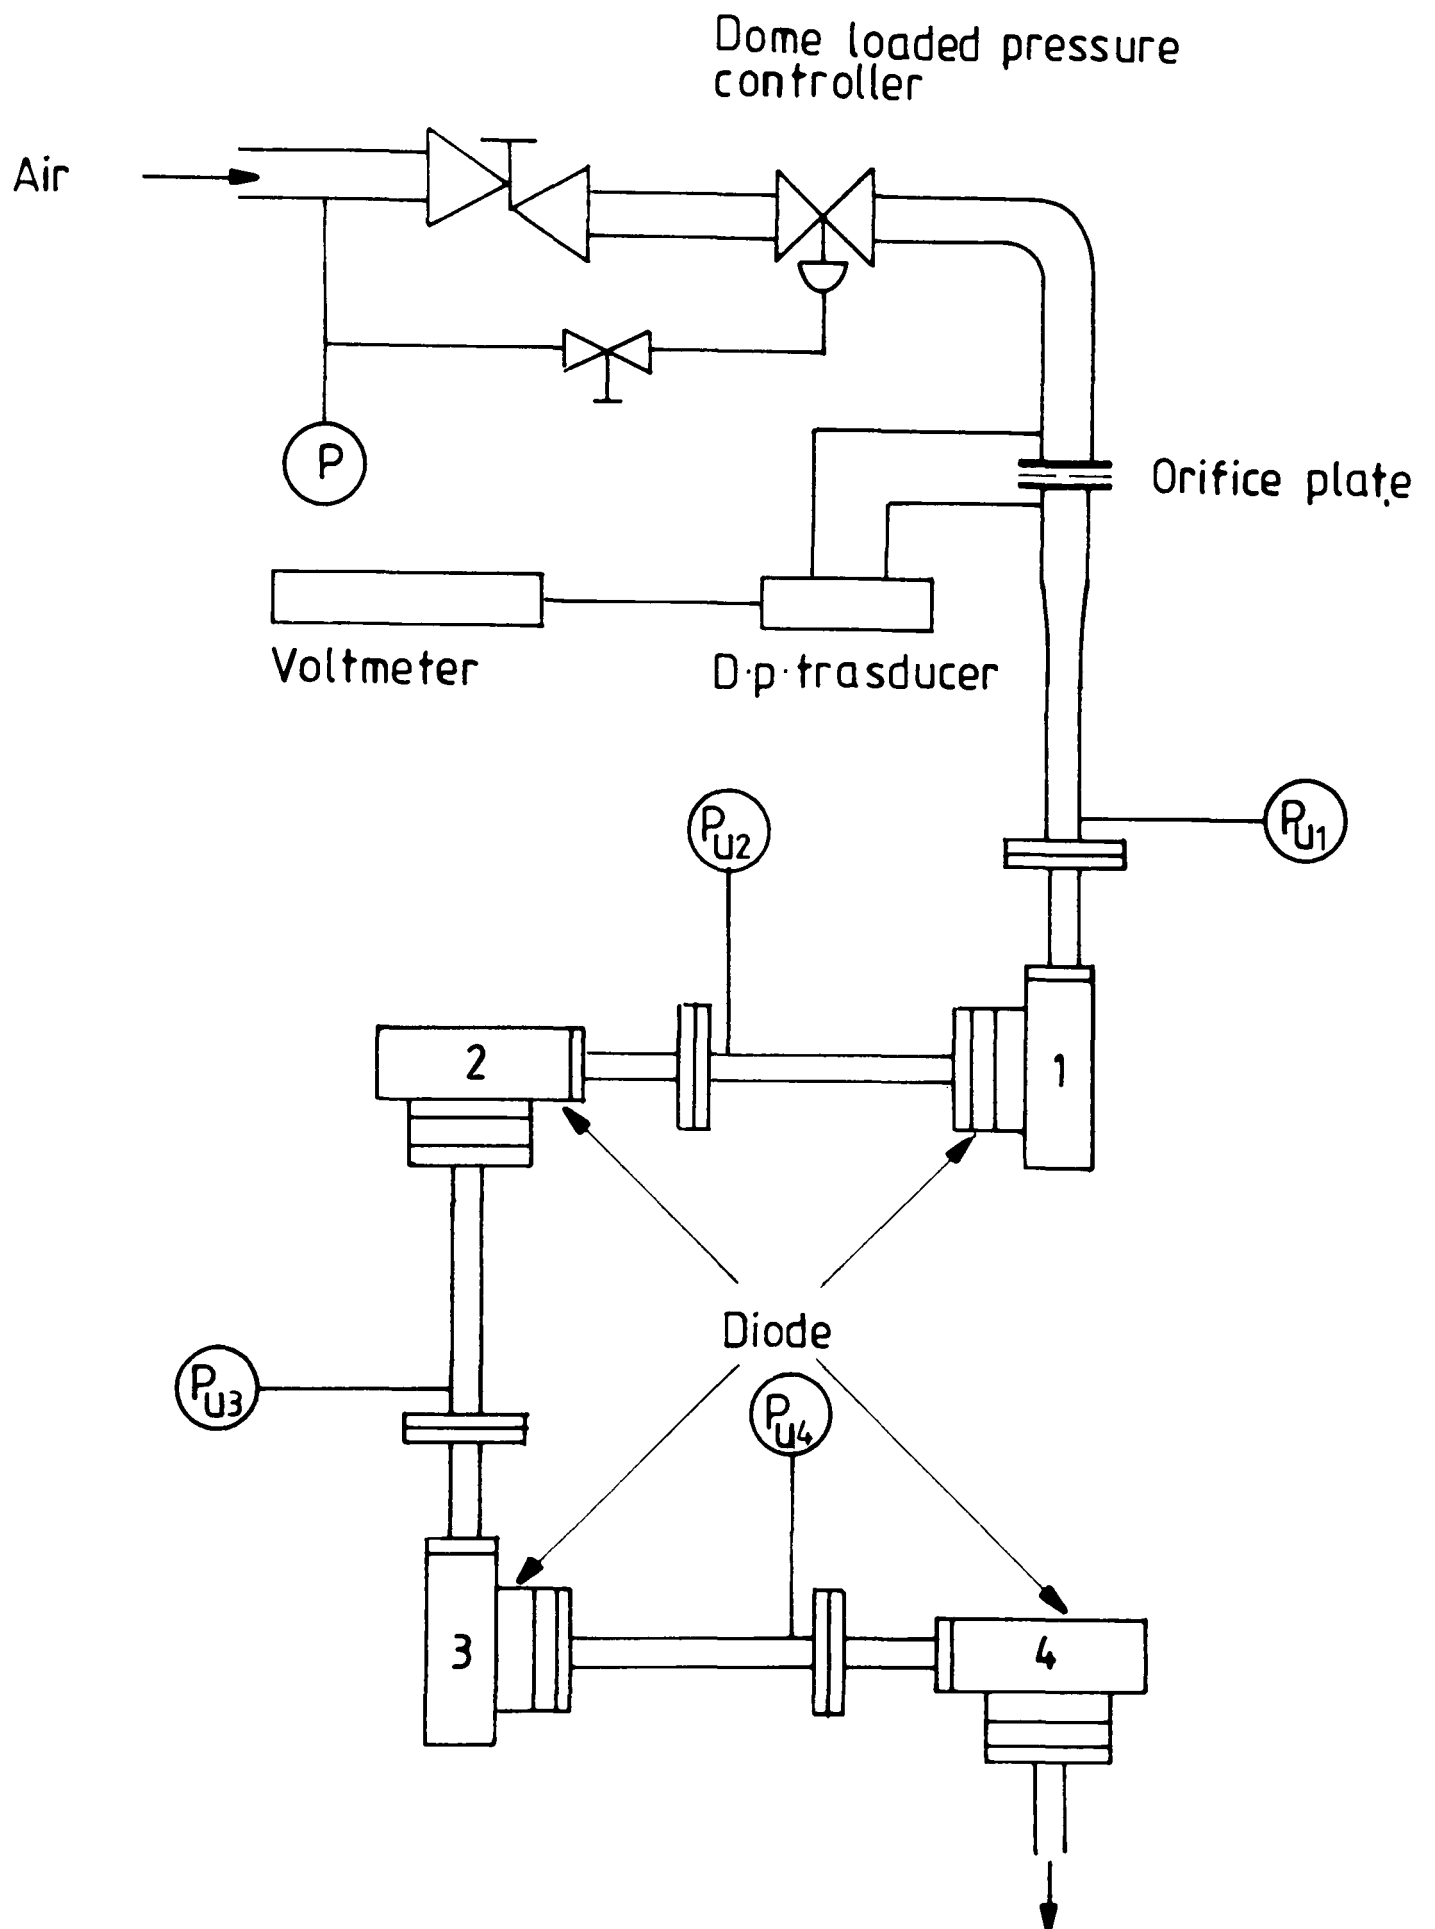 Dome loaded pressure
controller
Air
P
Orifice plate
Voltmeter
D.p.trasducer
Pu1
Pu2
2
1
Diode
Pu3
Pu4
3
4